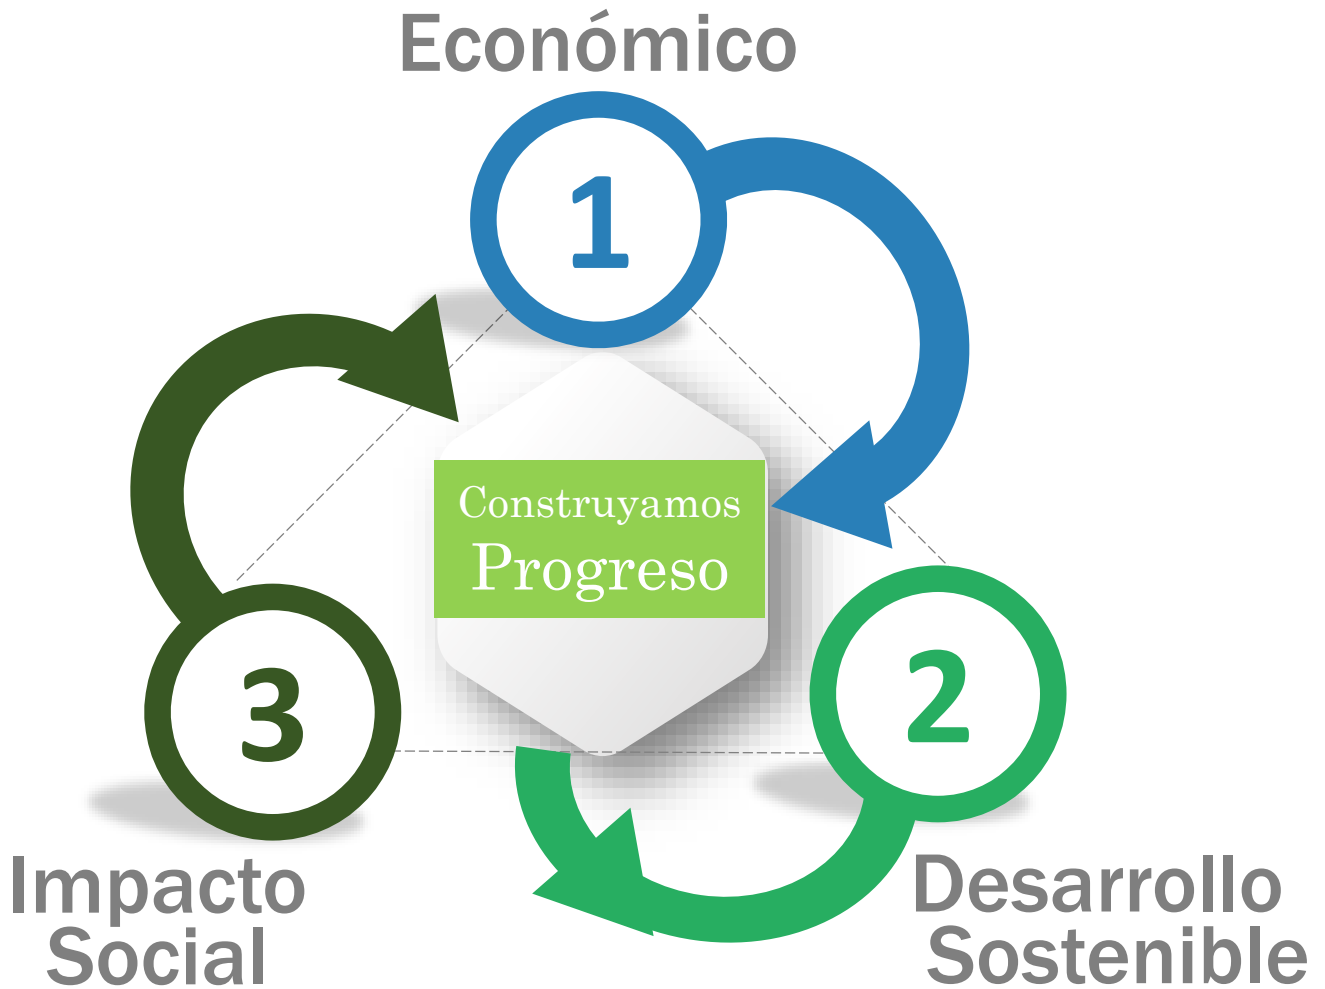 Económico
1
Construyamos
Progreso
2
3
Impacto
Social
Desarrollo
Sostenible